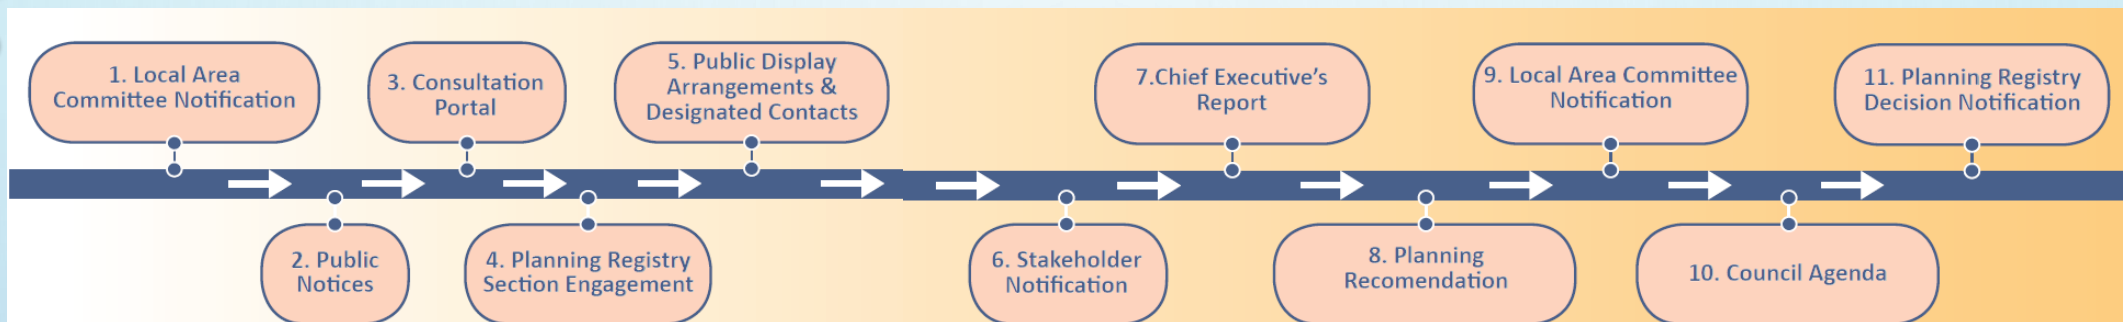 1. Local Area
Committee Notification
2. Public
Notices
3. Consultation
Portal
4. Planning Registry
Section Engagement
5. Public Display
Arrangements &
Designated Contacts
6. Stakeholder
Notification
7.Chief Executive’s
Report
8. Planning
Recomendation
9. Local Area Committee
Notification
10. Council Agenda
11. Planning Registry
Decision Notification